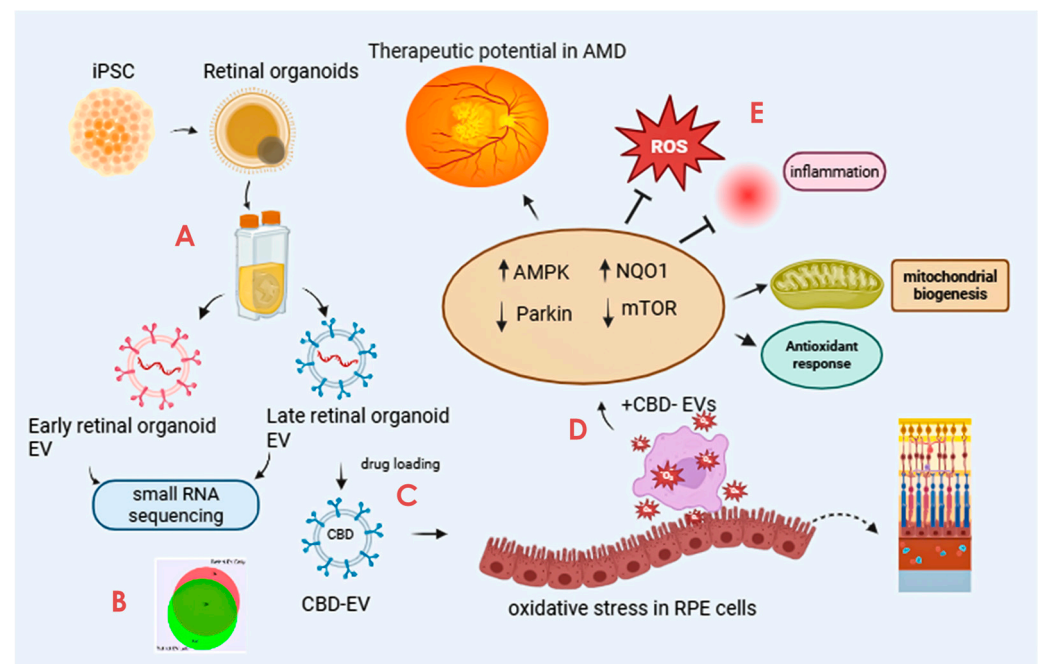 iPSC
Retinal organoids
Therapeutic potential in AMD
E
ROS
inflammation
A
↑ AMPK ↑ NQO1
↓ Parkin ↓ mTOR
mitochondrial
biogenesis
Antioxidant
response
Early retinal organoid
EV
Late retinal organoid
EV
+CBD- EVs
D
drug loading
C
small RNA
sequencing
CBD
CBD-EV
B
oxidative stress in RPE cells